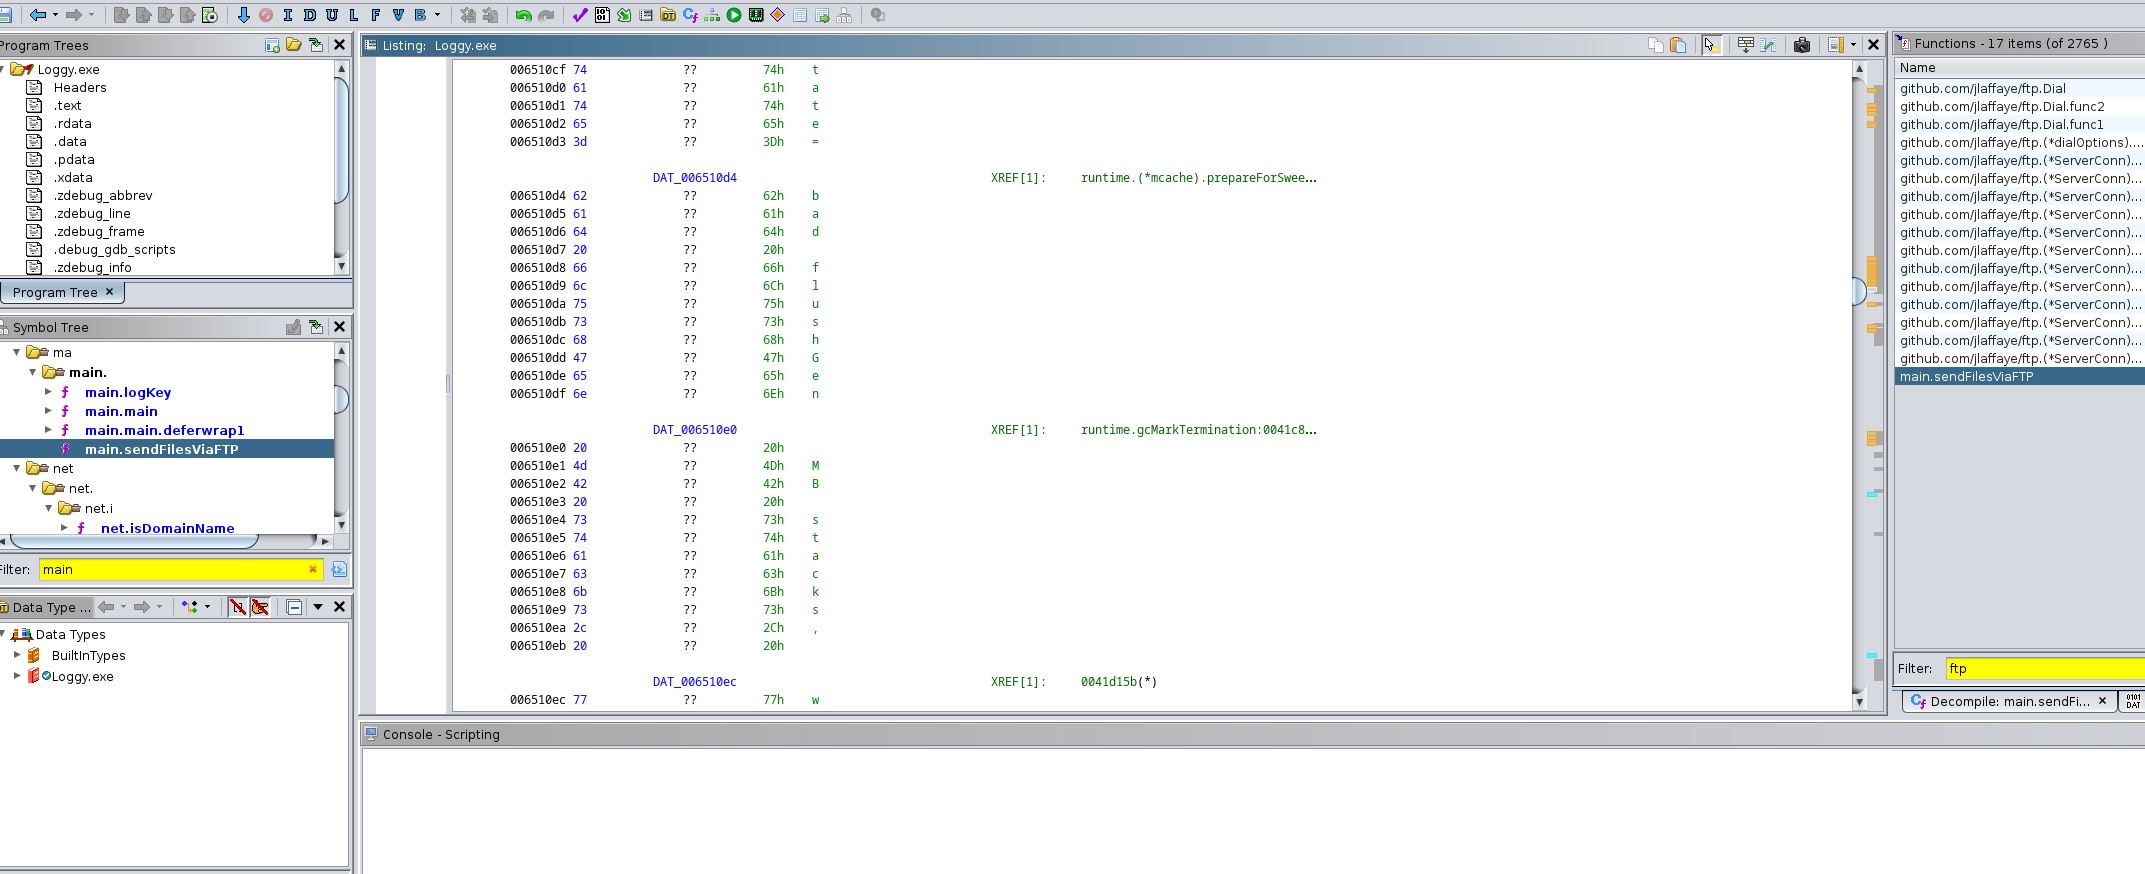 I D U L F V B
Program Trees
Loggy.exe
Headers
.text
.rdata
.data
.pdata
.xdata
.zdebug_abbrev
.zdebug_line
.zdebug_frame
.debug_gdb_scripts
.zdebug_info
Program Tree
Symbol Tree
ma
main.
main.logKey
main.main
main.main.deferwrap1
main.sendFilesViaFTP
net
net.
net.i
net.isDomainName
Filter: main
Data Type ...
Data Types
BuiltInTypes
Loggy.exe
Listing: Loggy.exe
006510cf 74 ?? 74h t
006510d0 61 ?? 61h a
006510d1 74 ?? 74h t
006510d2 65 ?? 65h e
006510d3 3d ?? 3Dh =
DAT_006510d4 XREF[1]: runtime.(*mcache).prepareForSwee...
006510d4 62 ?? 62h b
006510d5 61 ?? 61h a
006510d6 64 ?? 64h d
006510d7 20 ?? 20h
006510d8 66 ?? 66h f
006510d9 6c ?? 6Ch l
006510da 75 ?? 75h u
006510db 73 ?? 73h s
006510dc 68 ?? 68h h
006510dd 47 ?? 47h G
006510de 65 ?? 65h e
006510df 6e ?? 6Eh n
DAT_006510e0 XREF[1]: runtime.gcMarkTermination:0041c8...
006510e0 20 ?? 20h
006510e1 4d ?? 4Dh M
006510e2 42 ?? 42h B
006510e3 20 ?? 20h
006510e4 73 ?? 73h s
006510e5 74 ?? 74h t
006510e6 61 ?? 61h a
006510e7 63 ?? 63h c
006510e8 6b ?? 6Bh k
006510e9 73 ?? 73h s
006510ea 2c ?? 2Ch ,
006510eb 20 ?? 20h
DAT_006510ec XREF[1]: 0041d15b(*)
006510ec 77 ?? 77h w
Console - Scripting
Functions - 17 items (of 2765 )
Name
github.com/jlaffaye/ftp.Dial
github.com/jlaffaye/ftp.Dial.func2
github.com/jlaffaye/ftp.Dial.func1
github.com/jlaffaye/ftp.(*dialOptions)....
github.com/jlaffaye/ftp.(*ServerConn)...
github.com/jlaffaye/ftp.(*ServerConn)...
github.com/jlaffaye/ftp.(*ServerConn)...
github.com/jlaffaye/ftp.(*ServerConn)...
github.com/jlaffaye/ftp.(*ServerConn)...
github.com/jlaffaye/ftp.(*ServerConn)...
github.com/jlaffaye/ftp.(*ServerConn)...
github.com/jlaffaye/ftp.(*ServerConn)...
github.com/jlaffaye/ftp.(*ServerConn)...
github.com/jlaffaye/ftp.(*ServerConn)...
github.com/jlaffaye/ftp.(*ServerConn)...
github.com/jlaffaye/ftp.(*ServerConn)...
main.sendFilesViaFTP
Filter: ftp
Decompile: main.sendFi...
0101
DAT